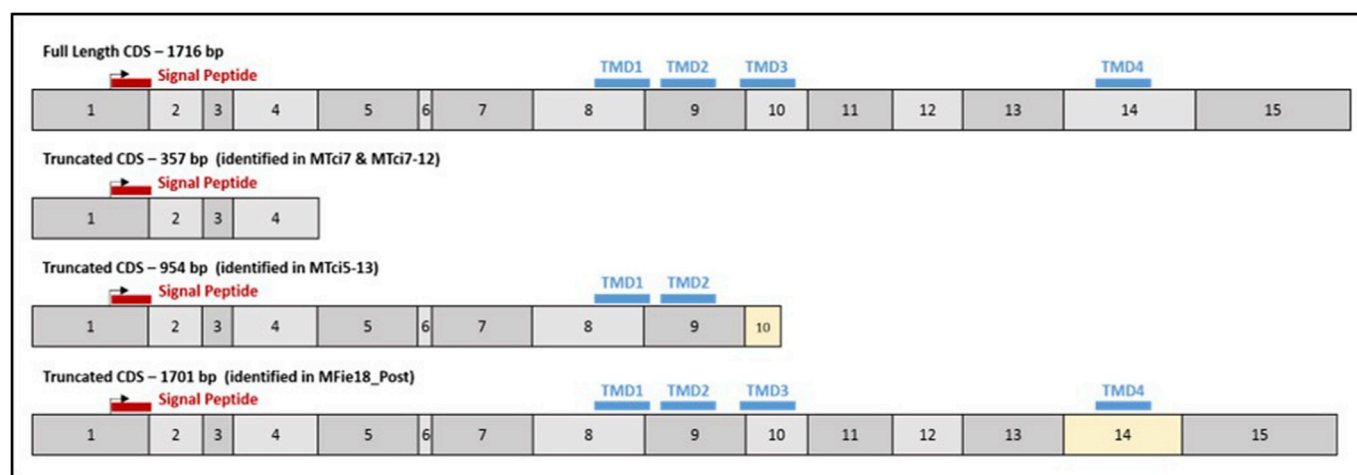 Full Length CDS – 1716 bp
Signal Peptide TMD1 TMD2 TMD3 TMD4
1 2 3 4 5 6 7 8 9 10 11 12 13 14 15
Truncated CDS – 357 bp (identified in MTci7 & MTci7-12)
Signal Peptide
1 2 3 4
Truncated CDS – 954 bp (identified in MTci5-13)
Signal Peptide TMD1 TMD2
1 2 3 4 5 6 7 8 9 10
Truncated CDS – 1701 bp (identified in MFie18_Post)
Signal Peptide TMD1 TMD2 TMD3 TMD4
1 2 3 4 5 6 7 8 9 10 11 12 13 14 15